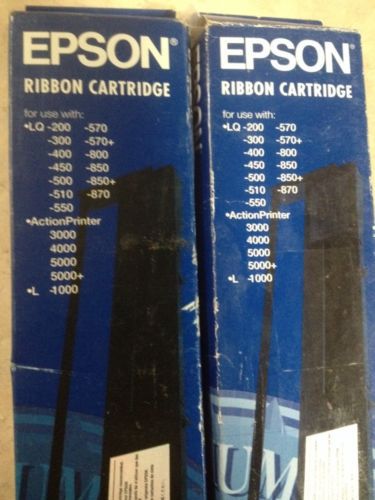 EPSON®
RIBBON CARTRIDGE
for use with:
•LQ -200 -570
-300 -570+
-400 -800
-450 -850
-500 -850+
-510 -870
-550
•ActionPrinter
3000
4000
5000
5000+
•L -1000
UM
EPSON®
RIBBON CARTRIDGE
for use with:
•LQ -200 -570
-300 -570+
-400 -800
-450 -850
-500 -850+
-510 -870
-550
•ActionPrinter
3000
4000
5000
5000+
•L -1000
UM